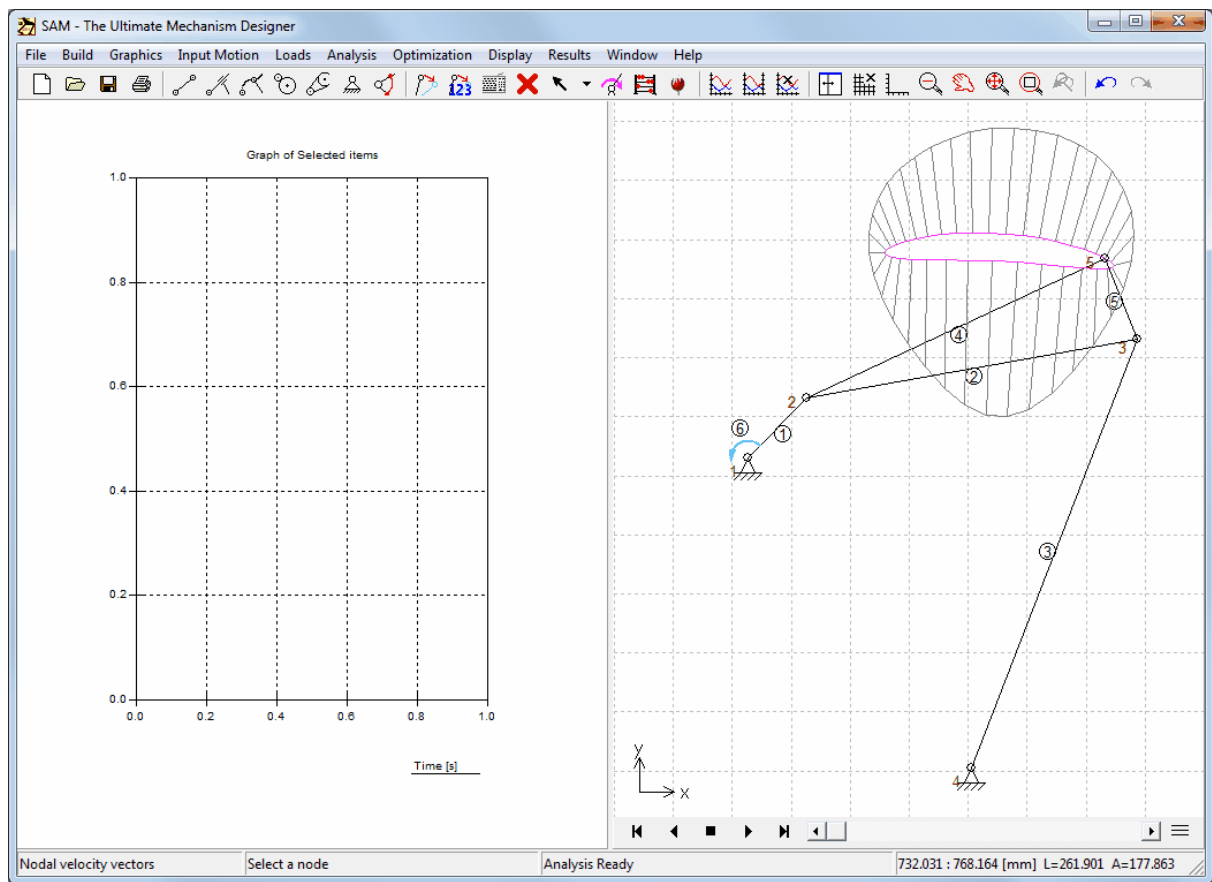 SAM - The Ultimate Mechanism Designer
File Build Graphics Input Motion Loads Analysis Optimization Display Results Window Help
123
Graph of Selected items
1.0
0.8
0.6
0.4
0.2
0.0
0.0 0.2 0.4 0.6 0.8 1.0
Time [s]
5
5
4
3
2
2
6
1
1
3
4
y
x
Nodal velocity vectors Select a node Analysis Ready 732.031 : 768.164 [mm] L=261.901 A=177.863